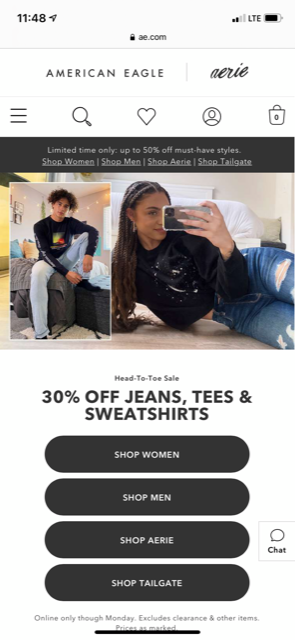 11:48
LTE
ae.com
AMERICAN EAGLE
aerie
0
Limited time only: up to 50% off must-have styles.
Shop Women | Shop Men | Shop Aerie | Shop Tailgate
Head-To-Toe Sale
30% OFF JEANS, TEES &
SWEATSHIRTS
SHOP WOMEN
SHOP MEN
SHOP AERIE
Chat
SHOP TAILGATE
Online only though Monday. Excludes clearance & other items.
Prices as marked.